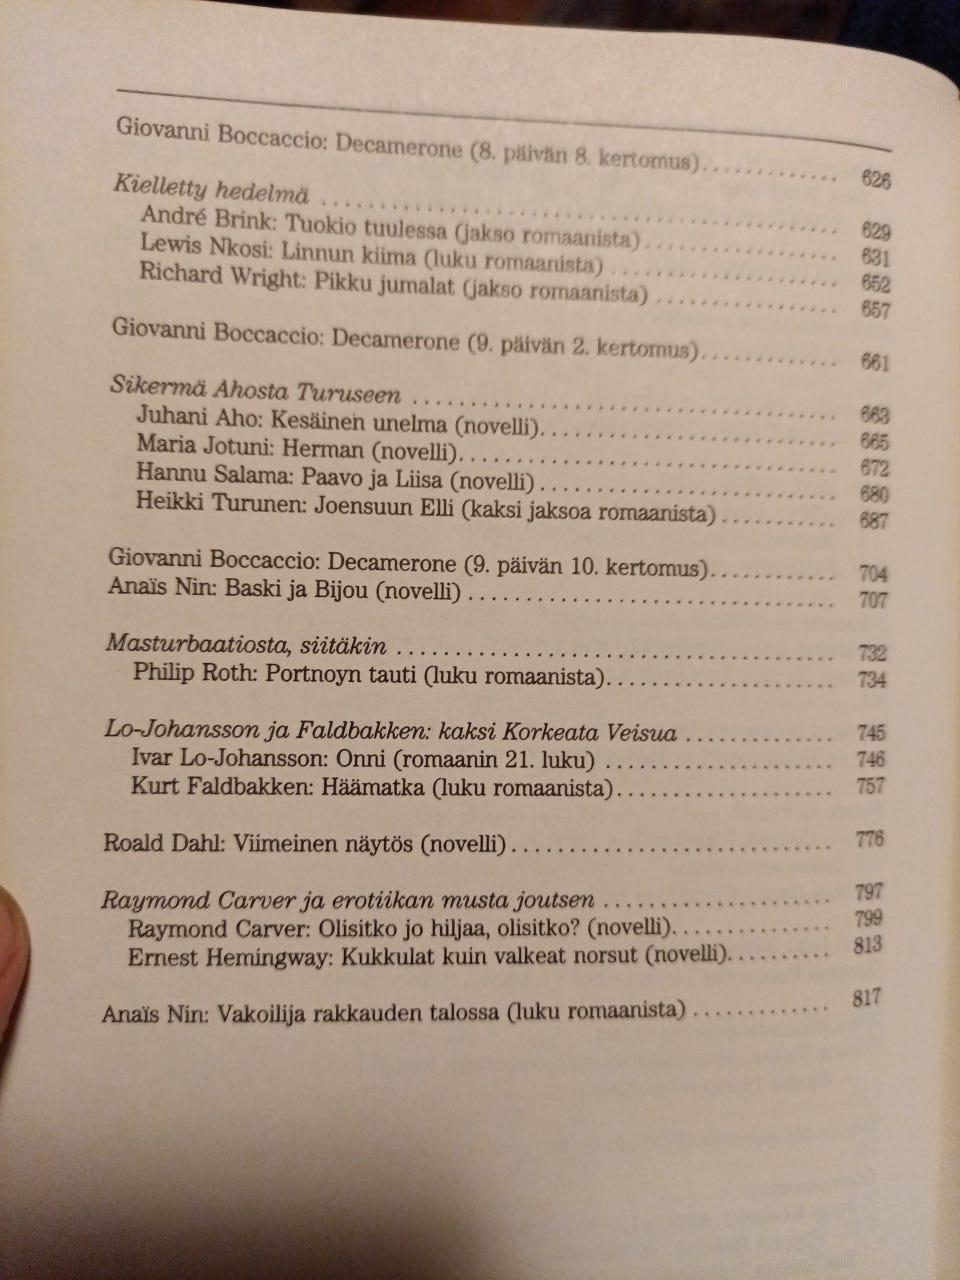 Giovanni Boccaccio: Decamerone (8. päivän 8. kertomus)............. 626
Kielletty hedelmä ............................................. 629
André Brink: Tuokio tuulessa (jakso romaanista)................ 631
Lewis Nkosi: Linnun kiima (luku romaanista) ................... 652
Richard Wright: Pikku jumalat (jakso romaanista) .............. 657
Giovanni Boccaccio: Decamerone (9. päivän 2. kertomus)............. 661
Sikermä Ahosta Turuseen ....................................... 663
Juhani Aho: Kesäinen unelma (novelli).......................... 665
Maria Jotuni: Herman (novelli)................................. 672
Hannu Salama: Paavo ja Liisa (novelli) ........................ 680
Heikki Turunen: Joensuun Elli (kaksi jaksoa romaanista) ........... 687
Giovanni Boccaccio: Decamerone (9. päivän 10. kertomus)............ 704
Anaïs Nin: Baski ja Bijou (novelli) ........................... 707
Masturbaatiosta, siitäkin ..................................... 732
Philip Roth: Portnoyn tauti (luku romaanista).................. 734
Lo-Johansson ja Faldbakken: kaksi Korkeata Veisua .............. 745
Ivar Lo-Johansson: Onni (romaanin 21. luku) ................... 746
Kurt Faldbakken: Häämatka (luku romaanista).................... 757
Roald Dahl: Viimeinen näytös (novelli)......................... 776
Raymond Carver ja erotiikan musta joutsen ..................... 797
Raymond Carver: Olisitko jo hiljaa, olisitko? (novelli)............. 799
Ernest Hemingway: Kukkulat kuin valkeat norsut (novelli).......... 813
Anaïs Nin: Vakoilija rakkauden talossa (luku romaanista) ............ 817